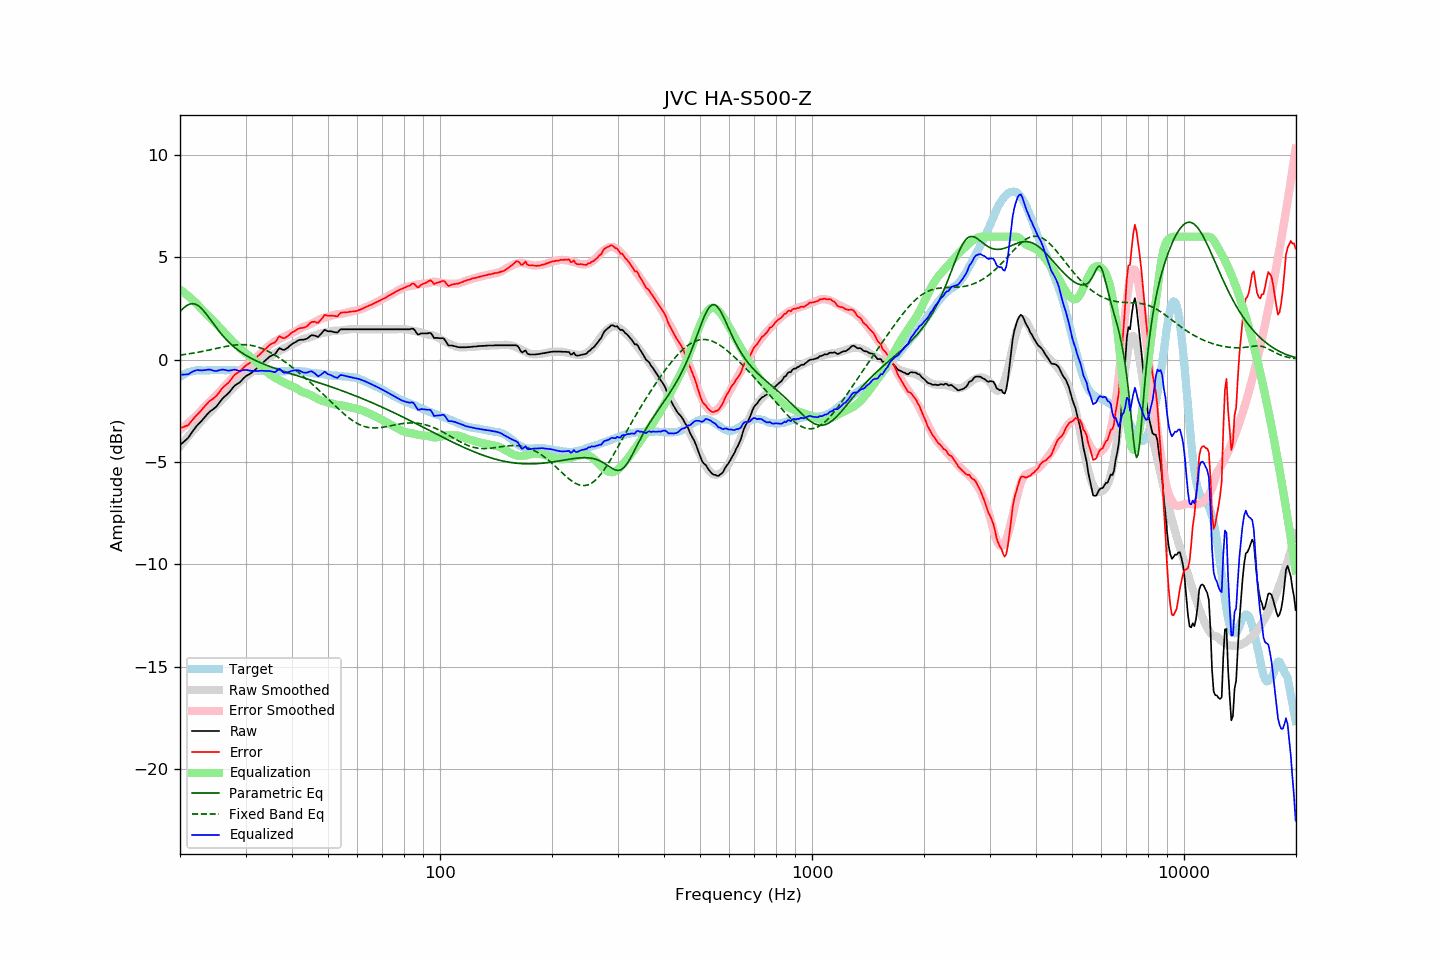 JVC HA-S500-Z
Amplitude (dBr)
10
5
0
−5
−10
−15
−20
Target
Raw Smoothed
Error Smoothed
Raw
Error
Equalization
Parametric Eq
Fixed Band Eq
Equalized
100
1000
10000
Frequency (Hz)